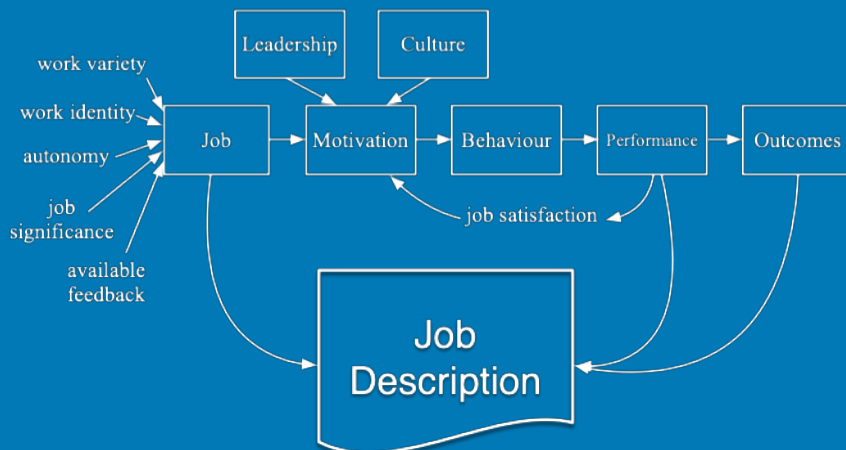 Leadership
Culture
work variety
work identity
autonomy
job
significance
available
feedback
Job
Motivation
Behaviour
Performance
Outcomes
job satisfaction
Job
Description